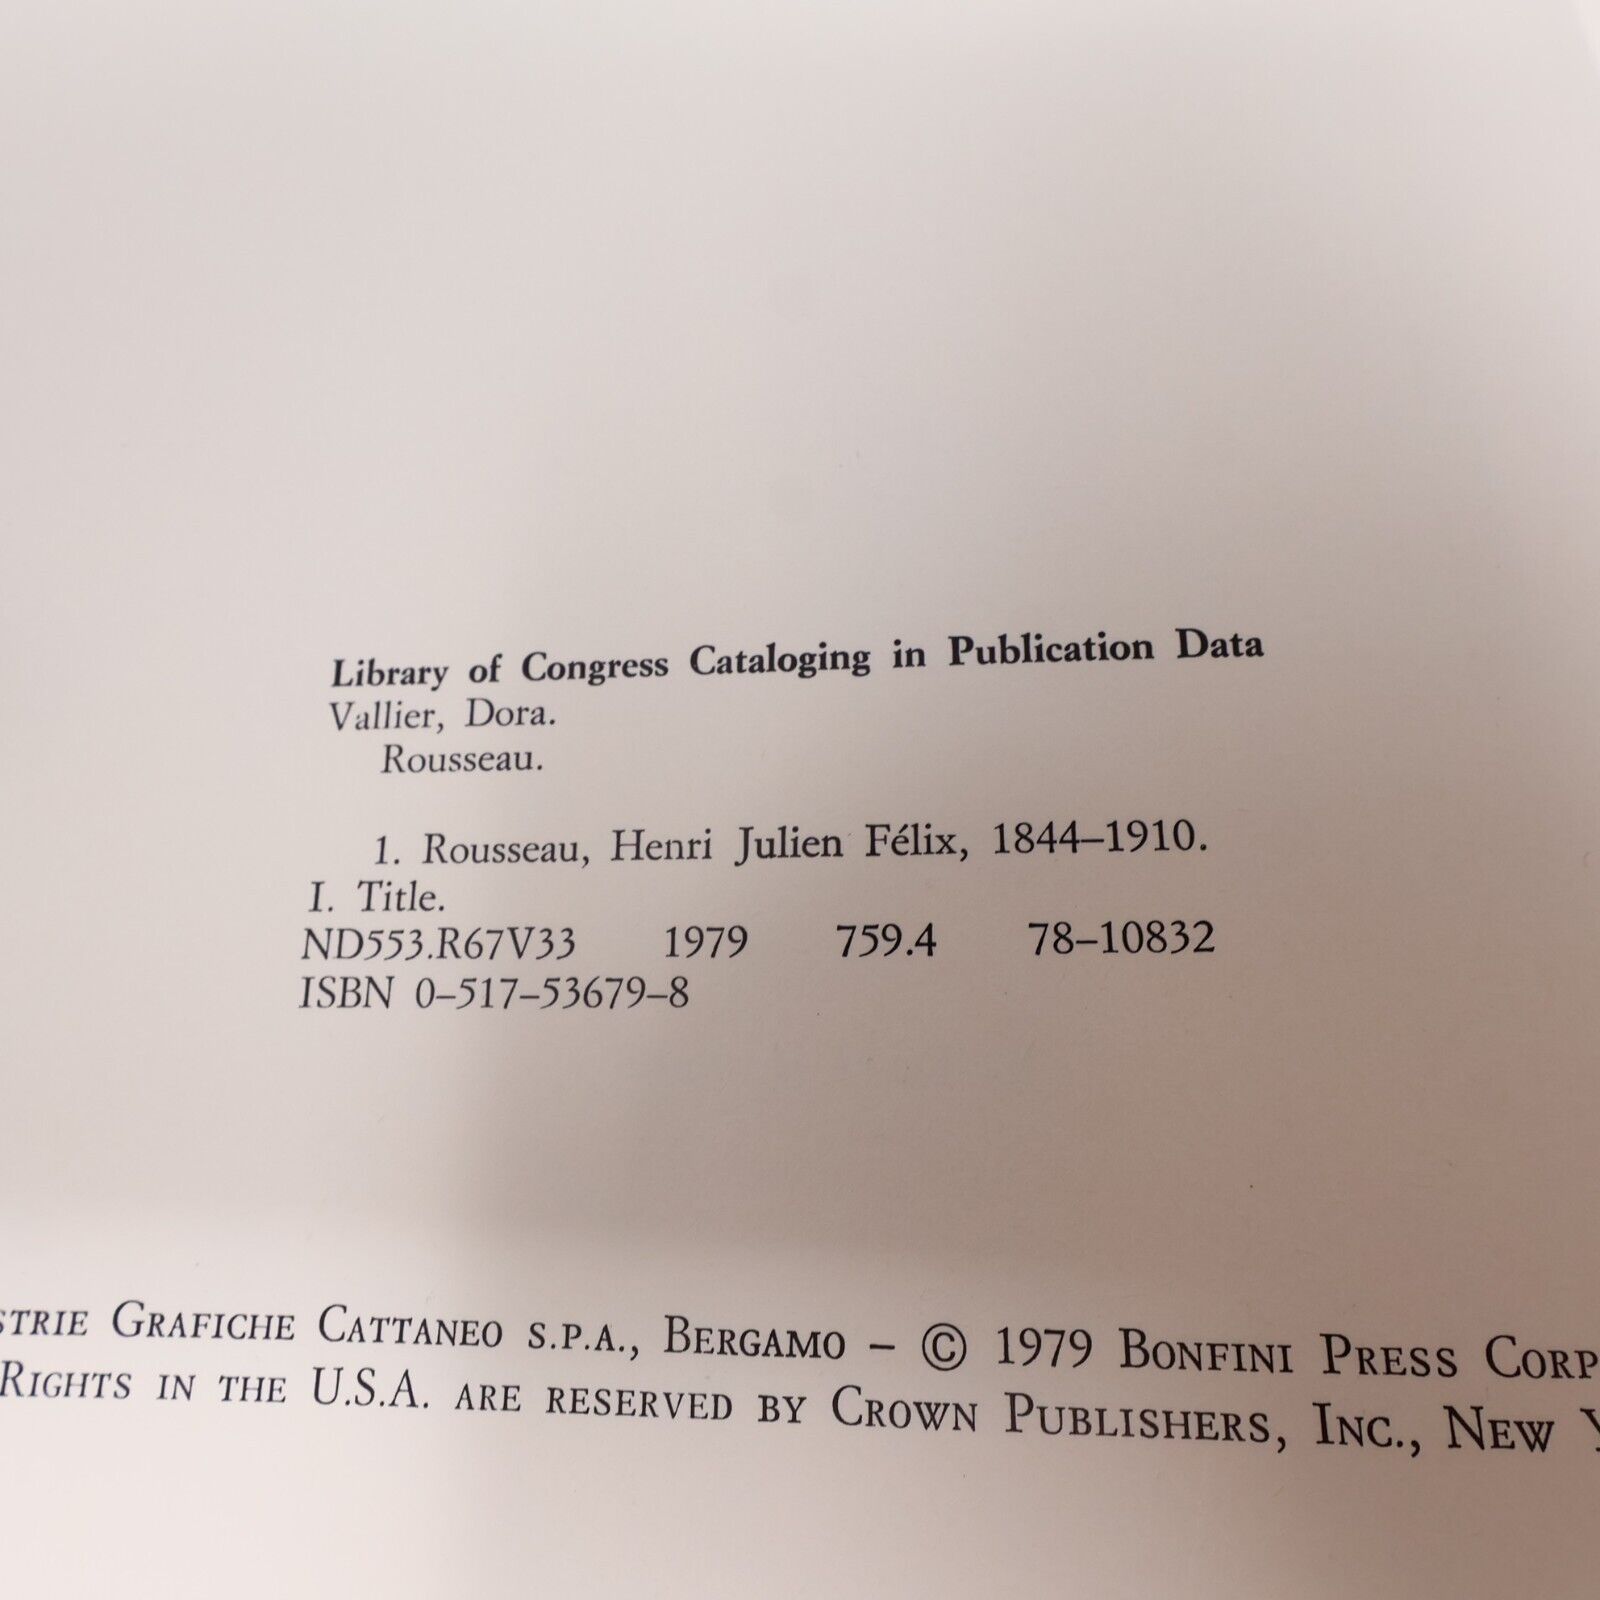 Library of Congress Cataloging in Publication Data
Vallier, Dora.
Rousseau.
1. Rousseau, Henri Julien Félix, 1844–1910.
I. Title.
ND553.R67V33 1979 759.4 78–10832
ISBN 0–517–53679–8
STRIE GRAFICHE CATTANEO S.P.A., BERGAMO – © 1979 BONFINI PRESS CORP
RIGHTS IN THE U.S.A. ARE RESERVED BY CROWN PUBLISHERS, INC., NEW